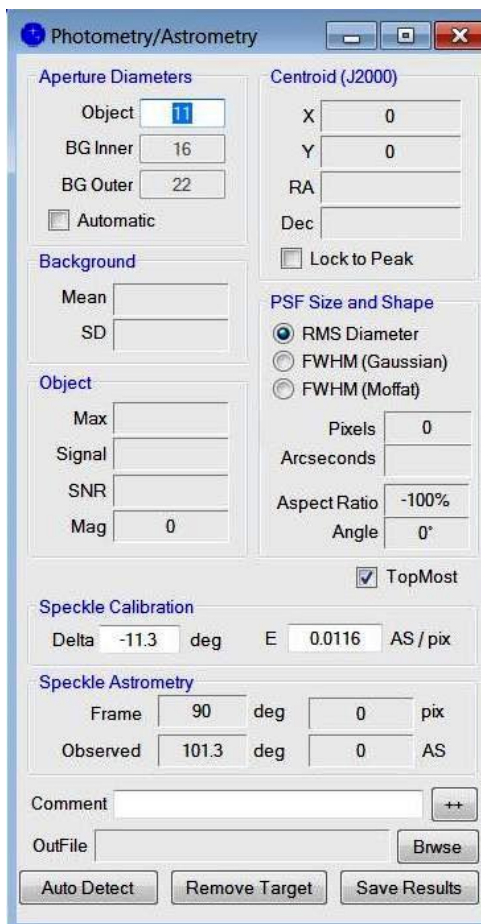 Photometry/Astrometry
Aperture Diameters
Object 11
BG Inner 16
BG Outer 22
Automatic
Centroid (J2000)
X 0
Y 0
RA
Dec
Lock to Peak
Background
Mean
SD
PSF Size and Shape
RMS Diameter
FWHM (Gaussian)
FWHM (Moffat)
Pixels 0
Arcseconds
Aspect Ratio -100%
Angle 0°
Object
Max
Signal
SNR
Mag 0
TopMost
Speckle Calibration
Delta -11.3 deg E 0.0116 AS / pix
Speckle Astrometry
Frame 90 deg 0 pix
Observed 101.3 deg 0 AS
Comment ++
OutFile Brwse
Auto Detect Remove Target Save Results